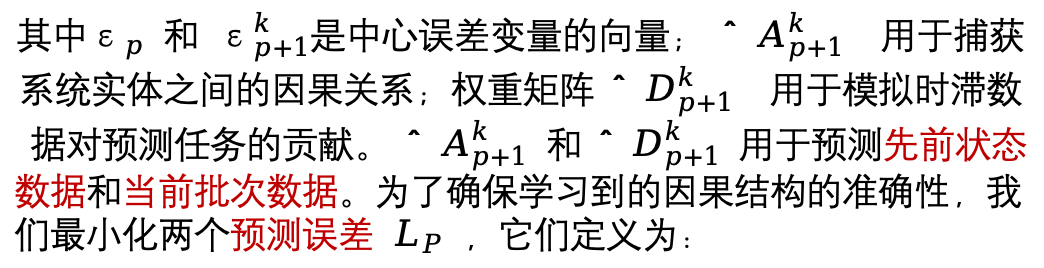 其中 ε p 和 ε k p+1 是中心误差变量的向量； ˆ A k p+1 用于捕获
系统实体之间的因果关系；权重矩阵 ˆ D k p+1 用于模拟时滞数
据对预测任务的贡献。 ˆ A k p+1 和 ˆ D k p+1 用于预测先前状态
数据和当前批次数据。为了确保学习到的因果结构的准确性，我
们最小化两个预测误差 L P ，它们定义为：